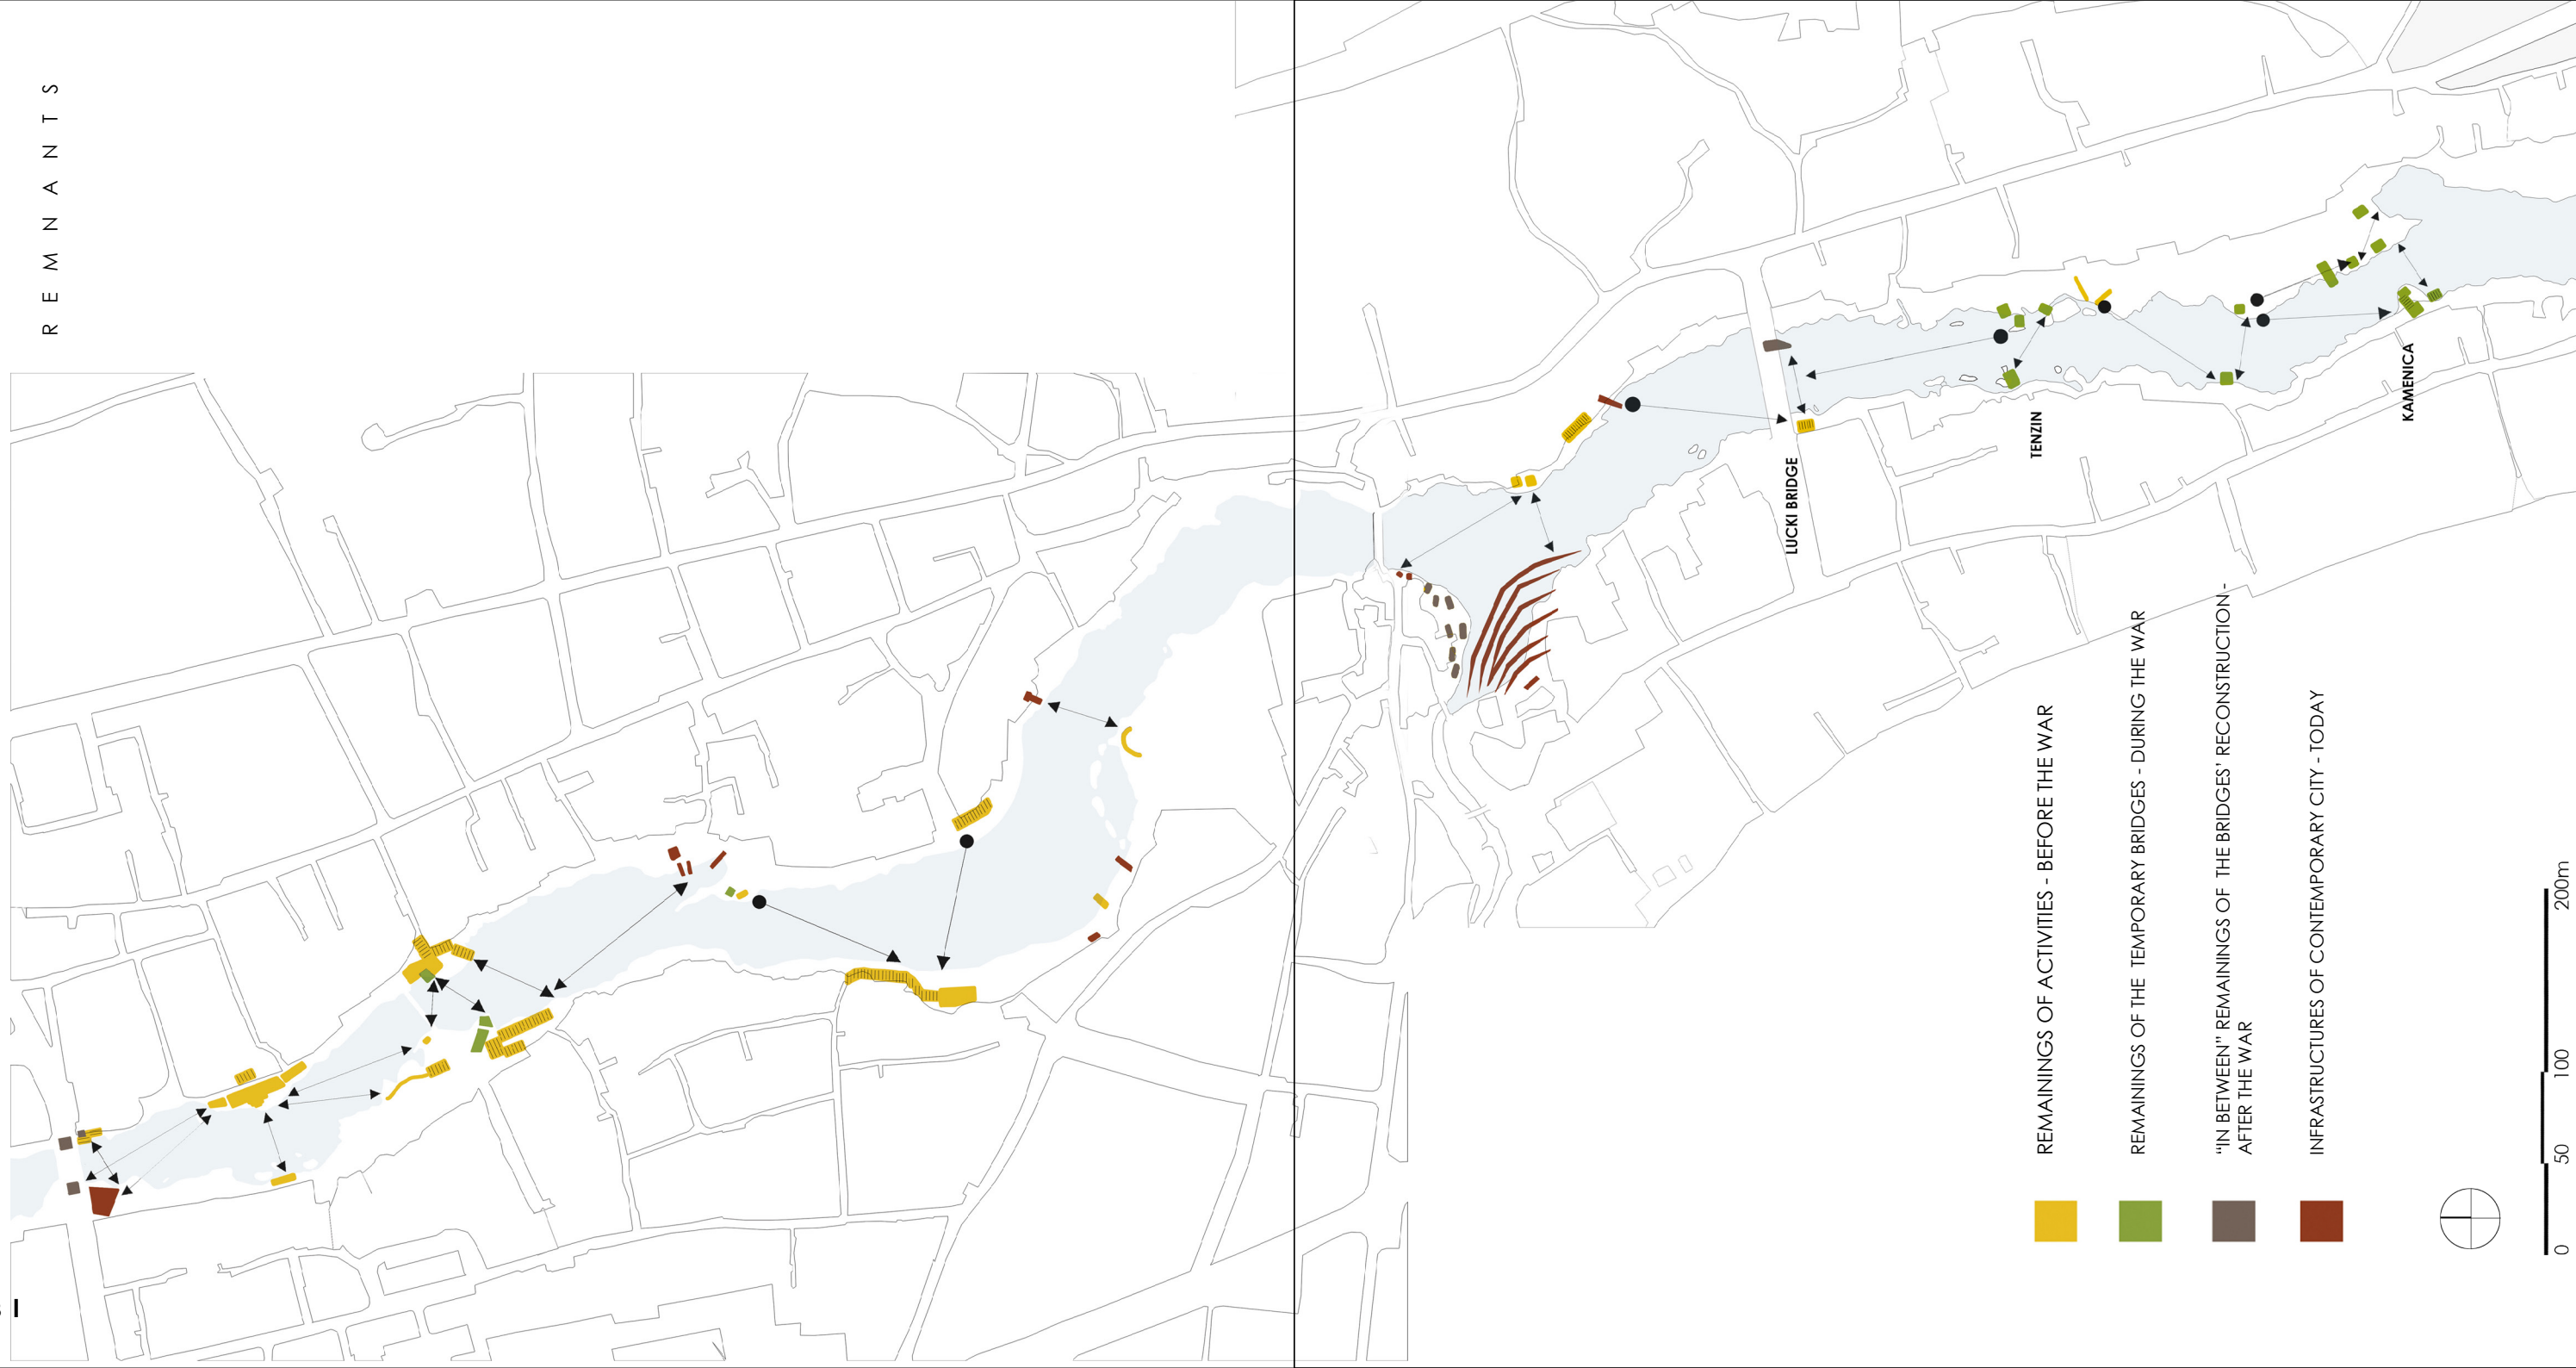 REMNANTS
LUCKI BRIDGE
TENZIN
KAMENICA
REMAININGS OF ACTIVITIES - BEFORE THE WAR
REMAININGS OF THE TEMPORARY BRIDGES - DURING THE WAR
"IN BETWEEN" REMAINNINGS OF THE BRIDGES' RECONSTRUCTION -
AFTER THE WAR
INFRASTRUCTURES OF CONTEMPORARY CITY - TODAY
0 50 100 200m
I